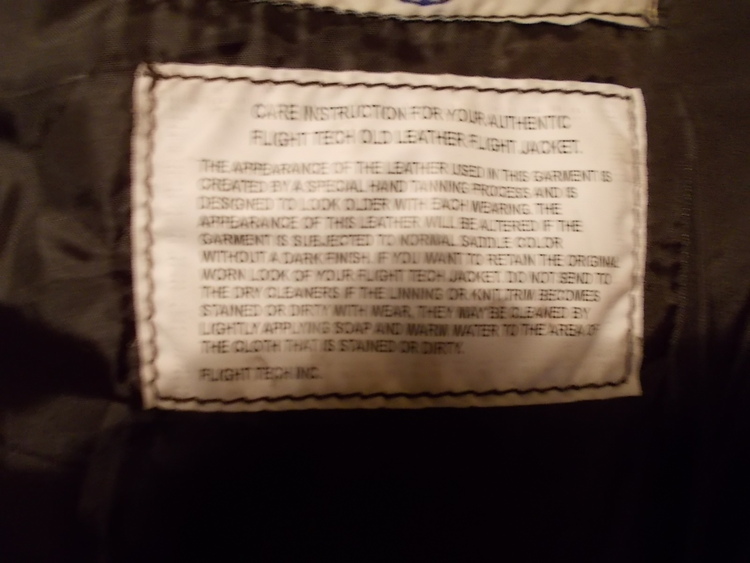 CARE INSTRUCTION FOR YOUR AUTHENTIC
FLIGHT TECH OLD LEATHER FLIGHT JACKET.
THE APPEARANCE OF THE LEATHER USED IN THIS GARMENT IS
CREATED BY A SPECIAL HAND TANNING PROCESS AND IS
DESIGNED TO LOOK OLDER WITH EACH WEARING. THE
APPEARANCE OF THIS LEATHER WILL BE ALTERED IF THE
GARMENT IS SUBJECTED TO NORMAL SADDLE COLOR
WITHOUT A DARK FINISH. IF YOU WANT TO RETAIN THE ORIGINAL
WORN LOOK OF YOUR FLIGHT TECH JACKET DO NOT SEND TO
THE DRY CLEANERS IF THE LINNING OR KNIT TRIM BECOMES
STAINED OR DIRTY WITH WEAR, THEY MAY BE CLEANED BY
LIGHTLY APPLYING SOAP AND WARM WATER TO THE AREA OF
THE CLOTH THAT IS STAINED OR DIRTY.
FLIGHT TECH INC.